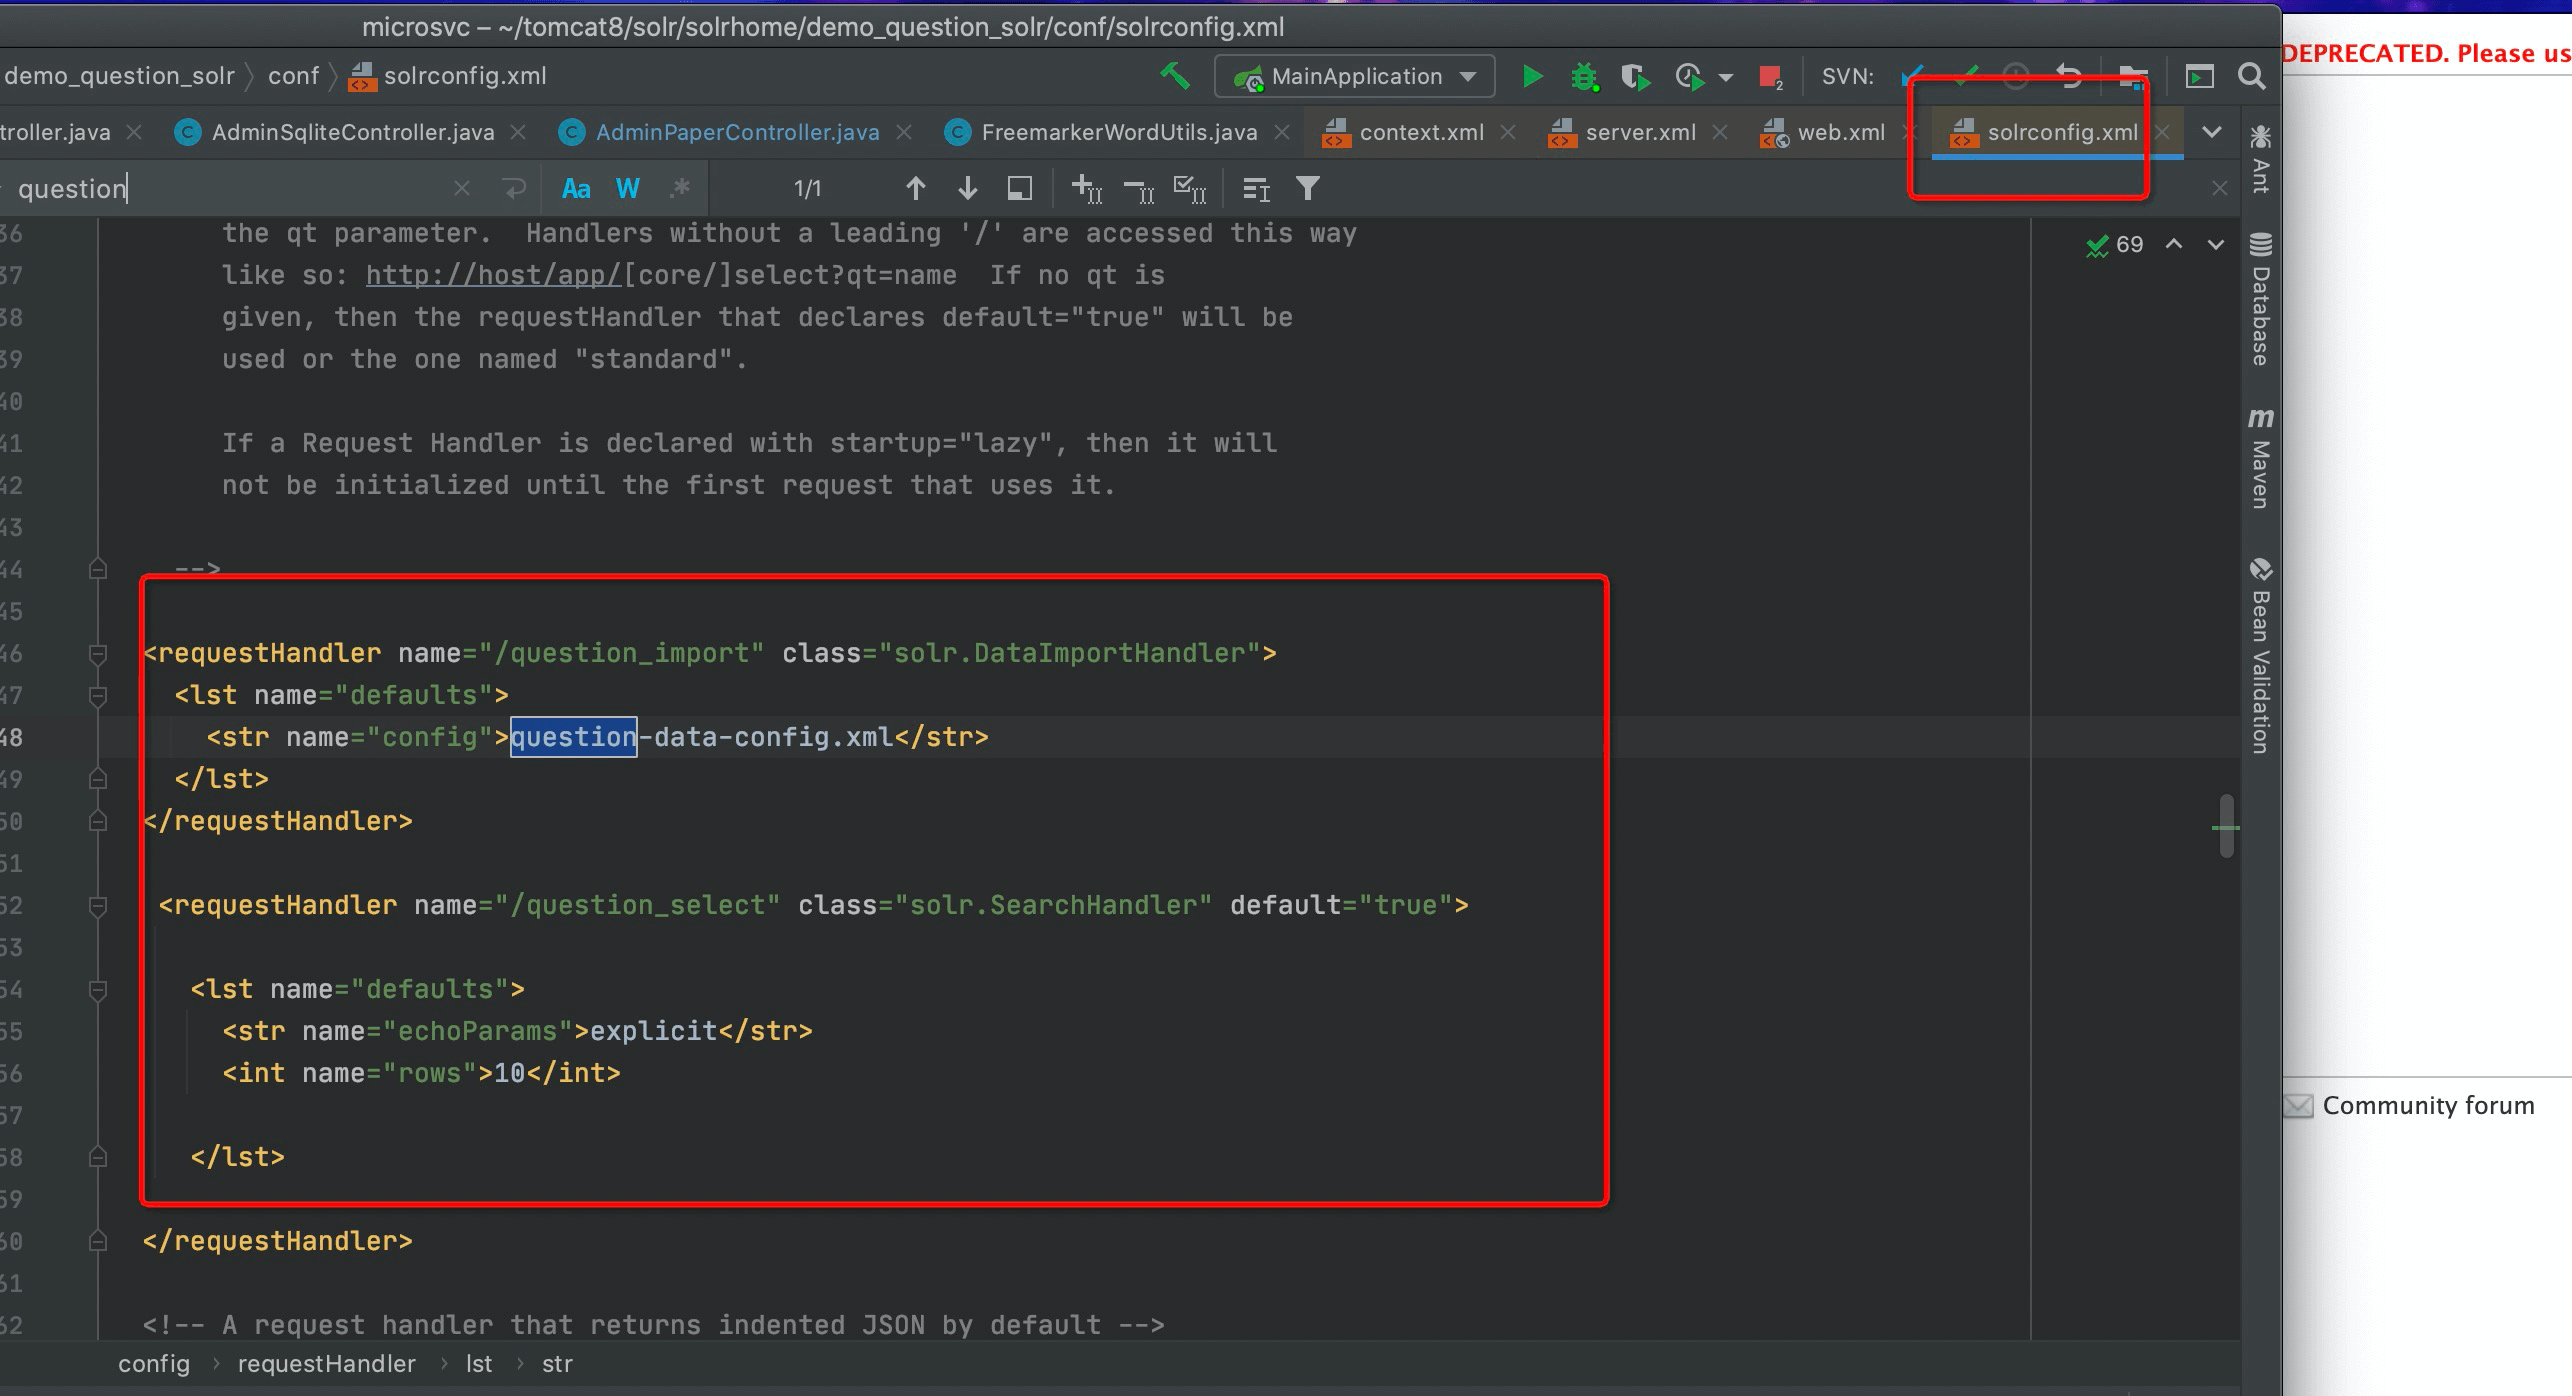 microsvc – ~/tomcat8/solr/solrhome/demo_question_solr/conf/solrconfig.xml
DEPRECATED. Please us
demo_question_solr 〉 conf 〉 solrconfig.xml
MainApplication
2
SVN:
troller.java
AdminSqliteController.java
AdminPaperController.java
FreemarkerWordUtils.java
context.xml
server.xml
web.xml
solrconfig.xml
question
Aa W .*
1/1
36 the qt parameter.  Handlers without a leading '/' are accessed this way
69
37 like so: http://host/app/[core/]select?qt=name  If no qt is
38 given, then the requestHandler that declares default="true" will be
39 used or the one named "standard".
40
41 If a Request Handler is declared with startup="lazy", then it will
42 not be initialized until the first request that uses it.
43
44 -->
45
46 <requestHandler name="/question_import" class="solr.DataImportHandler">
47 <lst name="defaults">
48 <str name="config">question-data-config.xml</str>
49 </lst>
50 </requestHandler>
51
52 <requestHandler name="/question_select" class="solr.SearchHandler" default="true">
53
54 <lst name="defaults">
55 <str name="echoParams">explicit</str>
56 <int name="rows">10</int>
57
58 </lst>
59
60 </requestHandler>
61
62 <!-- A request handler that returns indented JSON by default -->
config › requestHandler › lst › str
Ant
Database
m Maven
Bean Validation
Community forum